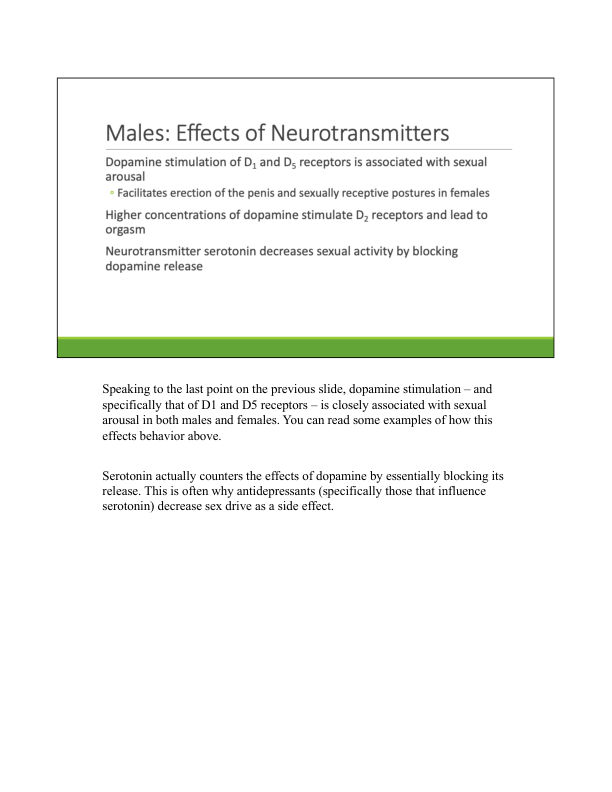 Males: Effects of Neurotransmitters
Dopamine stimulation of D₁ and D₅ receptors is associated with sexual
arousal
◦ Facilitates erection of the penis and sexually receptive postures in females
Higher concentrations of dopamine stimulate D₂ receptors and lead to
orgasm
Neurotransmitter serotonin decreases sexual activity by blocking
dopamine release
Speaking to the last point on the previous slide, dopamine stimulation – and
specifically that of D1 and D5 receptors – is closely associated with sexual
arousal in both males and females. You can read some examples of how this
effects behavior above.
Serotonin actually counters the effects of dopamine by essentially blocking its
release. This is often why antidepressants (specifically those that influence
serotonin) decrease sex drive as a side effect.